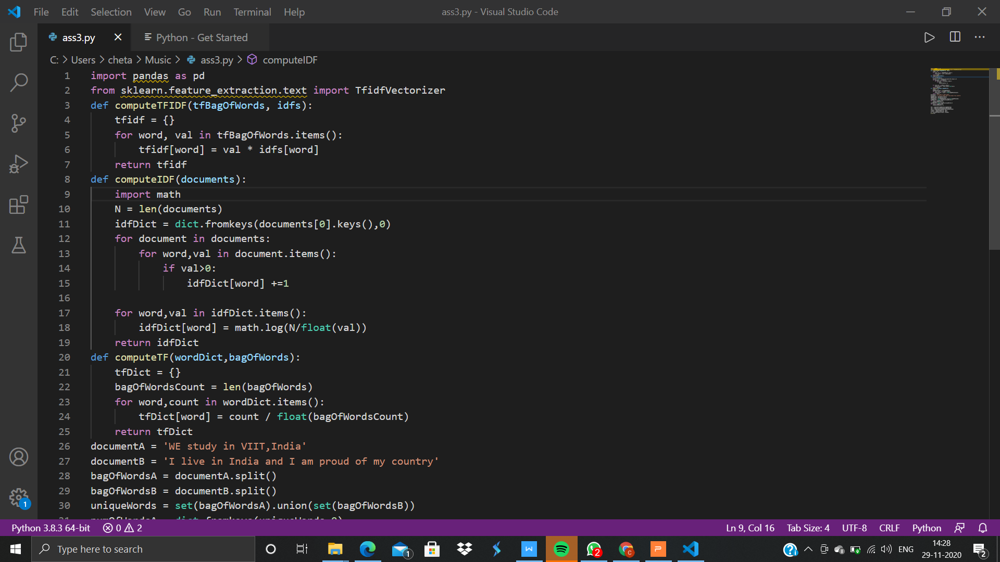 File Edit Selection View Go Run Terminal Help ass3.py - Visual Studio Code
ass3.py Python - Get Started
C: > Users > cheta > Music > ass3.py > computeIDF
1 import pandas as pd
2 from sklearn.feature_extraction.text import TfidfVectorizer
3 def computeTFIDF(tfBagOfWords, idfs):
4     tfidf = {}
5     for word, val in tfBagOfWords.items():
6         tfidf[word] = val * idfs[word]
7     return tfidf
8 def computeIDF(documents):
9     import math
10     N = len(documents)
11     idfDict = dict.fromkeys(documents[0].keys(),0)
12     for document in documents:
13         for word,val in document.items():
14             if val>0:
15                 idfDict[word] +=1
16
17     for word,val in idfDict.items():
18         idfDict[word] = math.log(N/float(val))
19     return idfDict
20 def computeTF(wordDict,bagOfWords):
21     tfDict = {}
22     bagOfWordsCount = len(bagOfWords)
23     for word,count in wordDict.items():
24         tfDict[word] = count / float(bagOfWordsCount)
25     return tfDict
26 documentA = 'WE study in VIIT,India'
27 documentB = 'I live in India and I am proud of my country'
28 bagOfWordsA = documentA.split()
29 bagOfWordsB = documentB.split()
30 uniqueWords = set(bagOfWordsA).union(set(bagOfWordsB))
31 numOfWordsA = dict.fromkeys(uniqueWords,0)
1
Python 3.8.3 64-bit 0 2 Ln 9, Col 16 Tab Size: 4 UTF-8 CRLF Python
Type here to search 1 2 ENG 14:28
29-11-2020 2